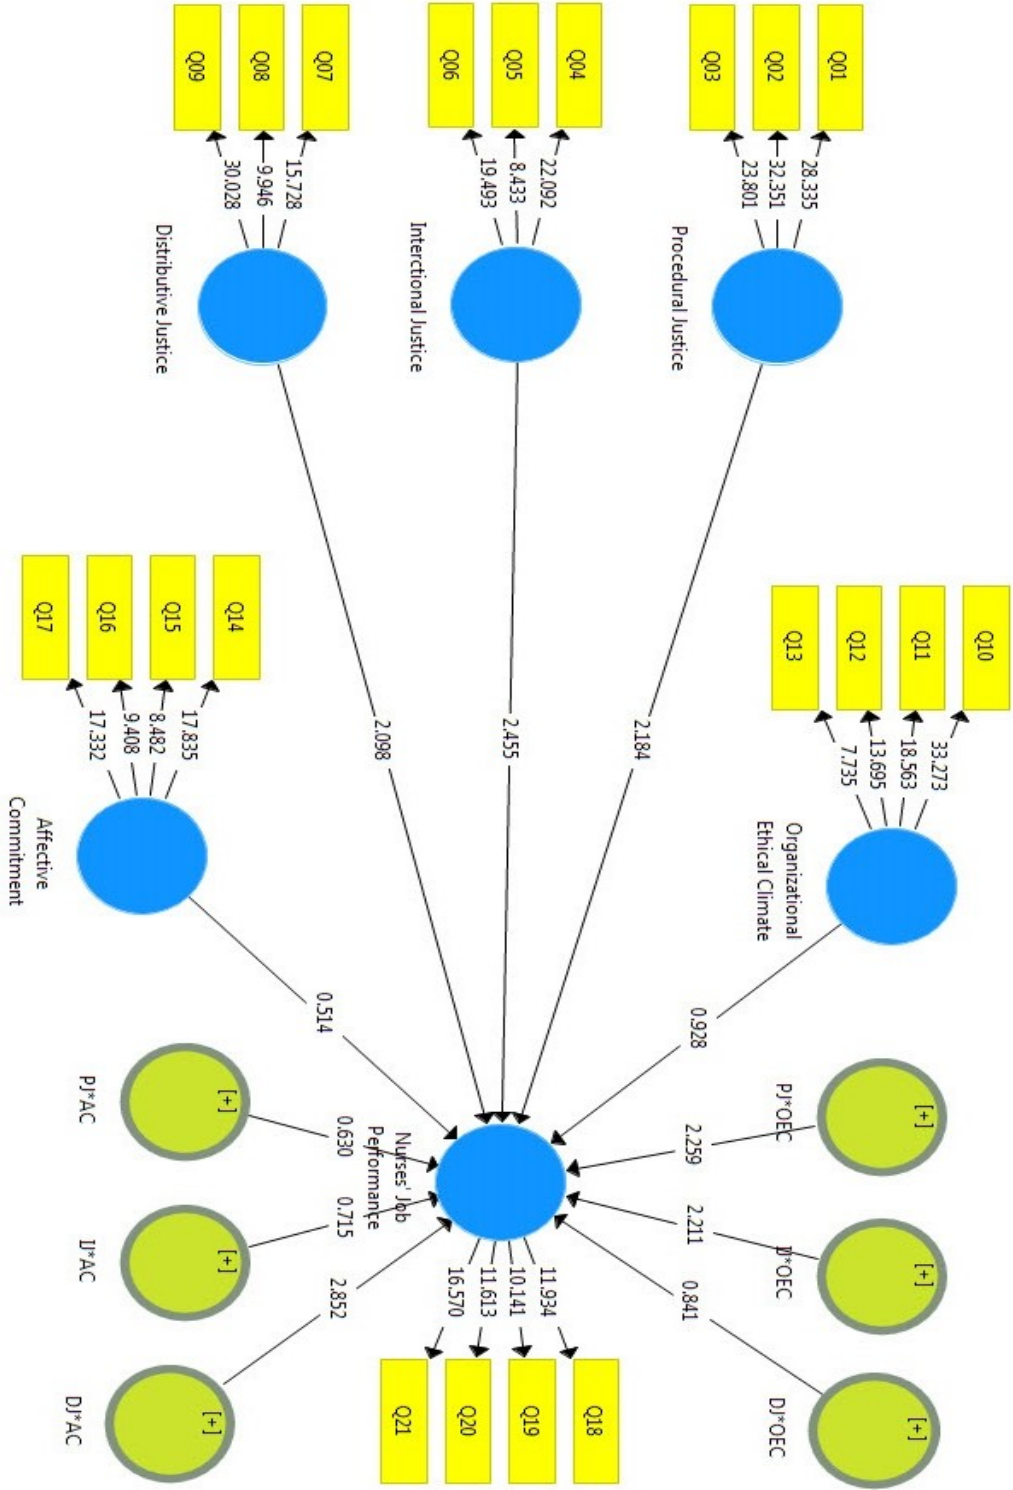 Q01
Q02
Q03
28.335
32.351
23.801
Procedural Justice
Q04
Q05
Q06
22.092
8.433
19.493
Interctional Justice
Q07
Q08
Q09
15.728
9.946
30.028
Distributive Justice
Q10
Q11
Q12
Q13
33.273
18.563
13.695
7.735
Organizational
Ethical Climate
Q14
Q15
Q16
Q17
17.835
8.482
9.408
17.332
Affective
Commitment
2.184
2.455
2.098
0.928
0.514
[+]
PJ*OEC
2.259
[+]
IJ*OEC
2.211
[+]
DJ*OEC
0.841
[+]
PJ*AC
0.630
[+]
IJ*AC
0.715
[+]
DJ*AC
2.852
Nurses' Job
Performance
11.934
10.141
11.613
16.570
Q18
Q19
Q20
Q21